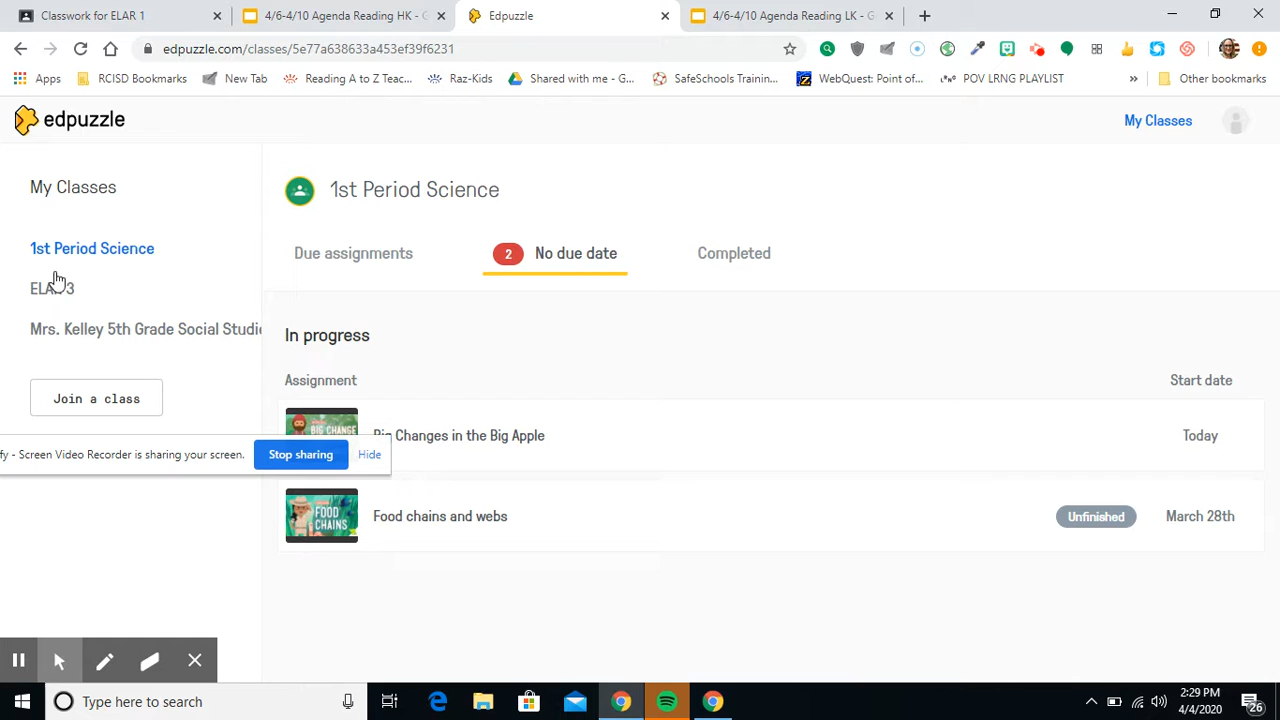 Classwork for ELAR 1
4/6-4/10 Agenda Reading HK - G
Edpuzzle
4/6-4/10 Agenda Reading LK - G
edpuzzle.com/classes/5e77a638633a453ef39f6231
Apps
RCISD Bookmarks
New Tab
Reading A to Z Teac...
Raz-Kids
Shared with me - G...
SafeSchools Trainin...
WebQuest: Point of...
POV LRNG PLAYLIST
»
Other bookmarks
edpuzzle
My Classes
My Classes
1st Period Science
ELAR 3
Mrs. Kelley 5th Grade Social Studie
Join a class
1st Period Science
Due assignments
2 No due date
Completed
In progress
Assignment
Start date
BIG CHANGE
Big Changes in the Big Apple
Today
fy - Screen Video Recorder is sharing your screen.
Stop sharing
Hide
FOOD
CHAINS
Food chains and webs
Unfinished
March 28th
Type here to search
2:29 PM
4/4/2020
26